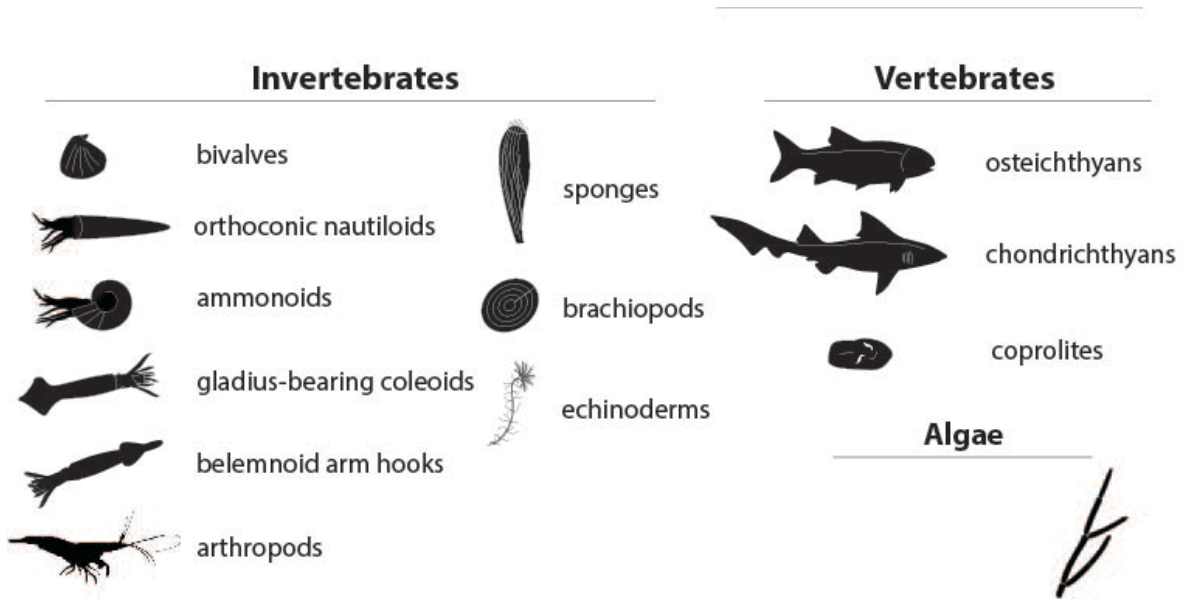 Invertebrates
bivalves
orthoconic nautiloids
ammonoids
gladius-bearing coleoids
belemnoid arm hooks
arthropods
sponges
brachiopods
echinoderms
Vertebrates
osteichthyans
chondrichthyans
coprolites
Algae